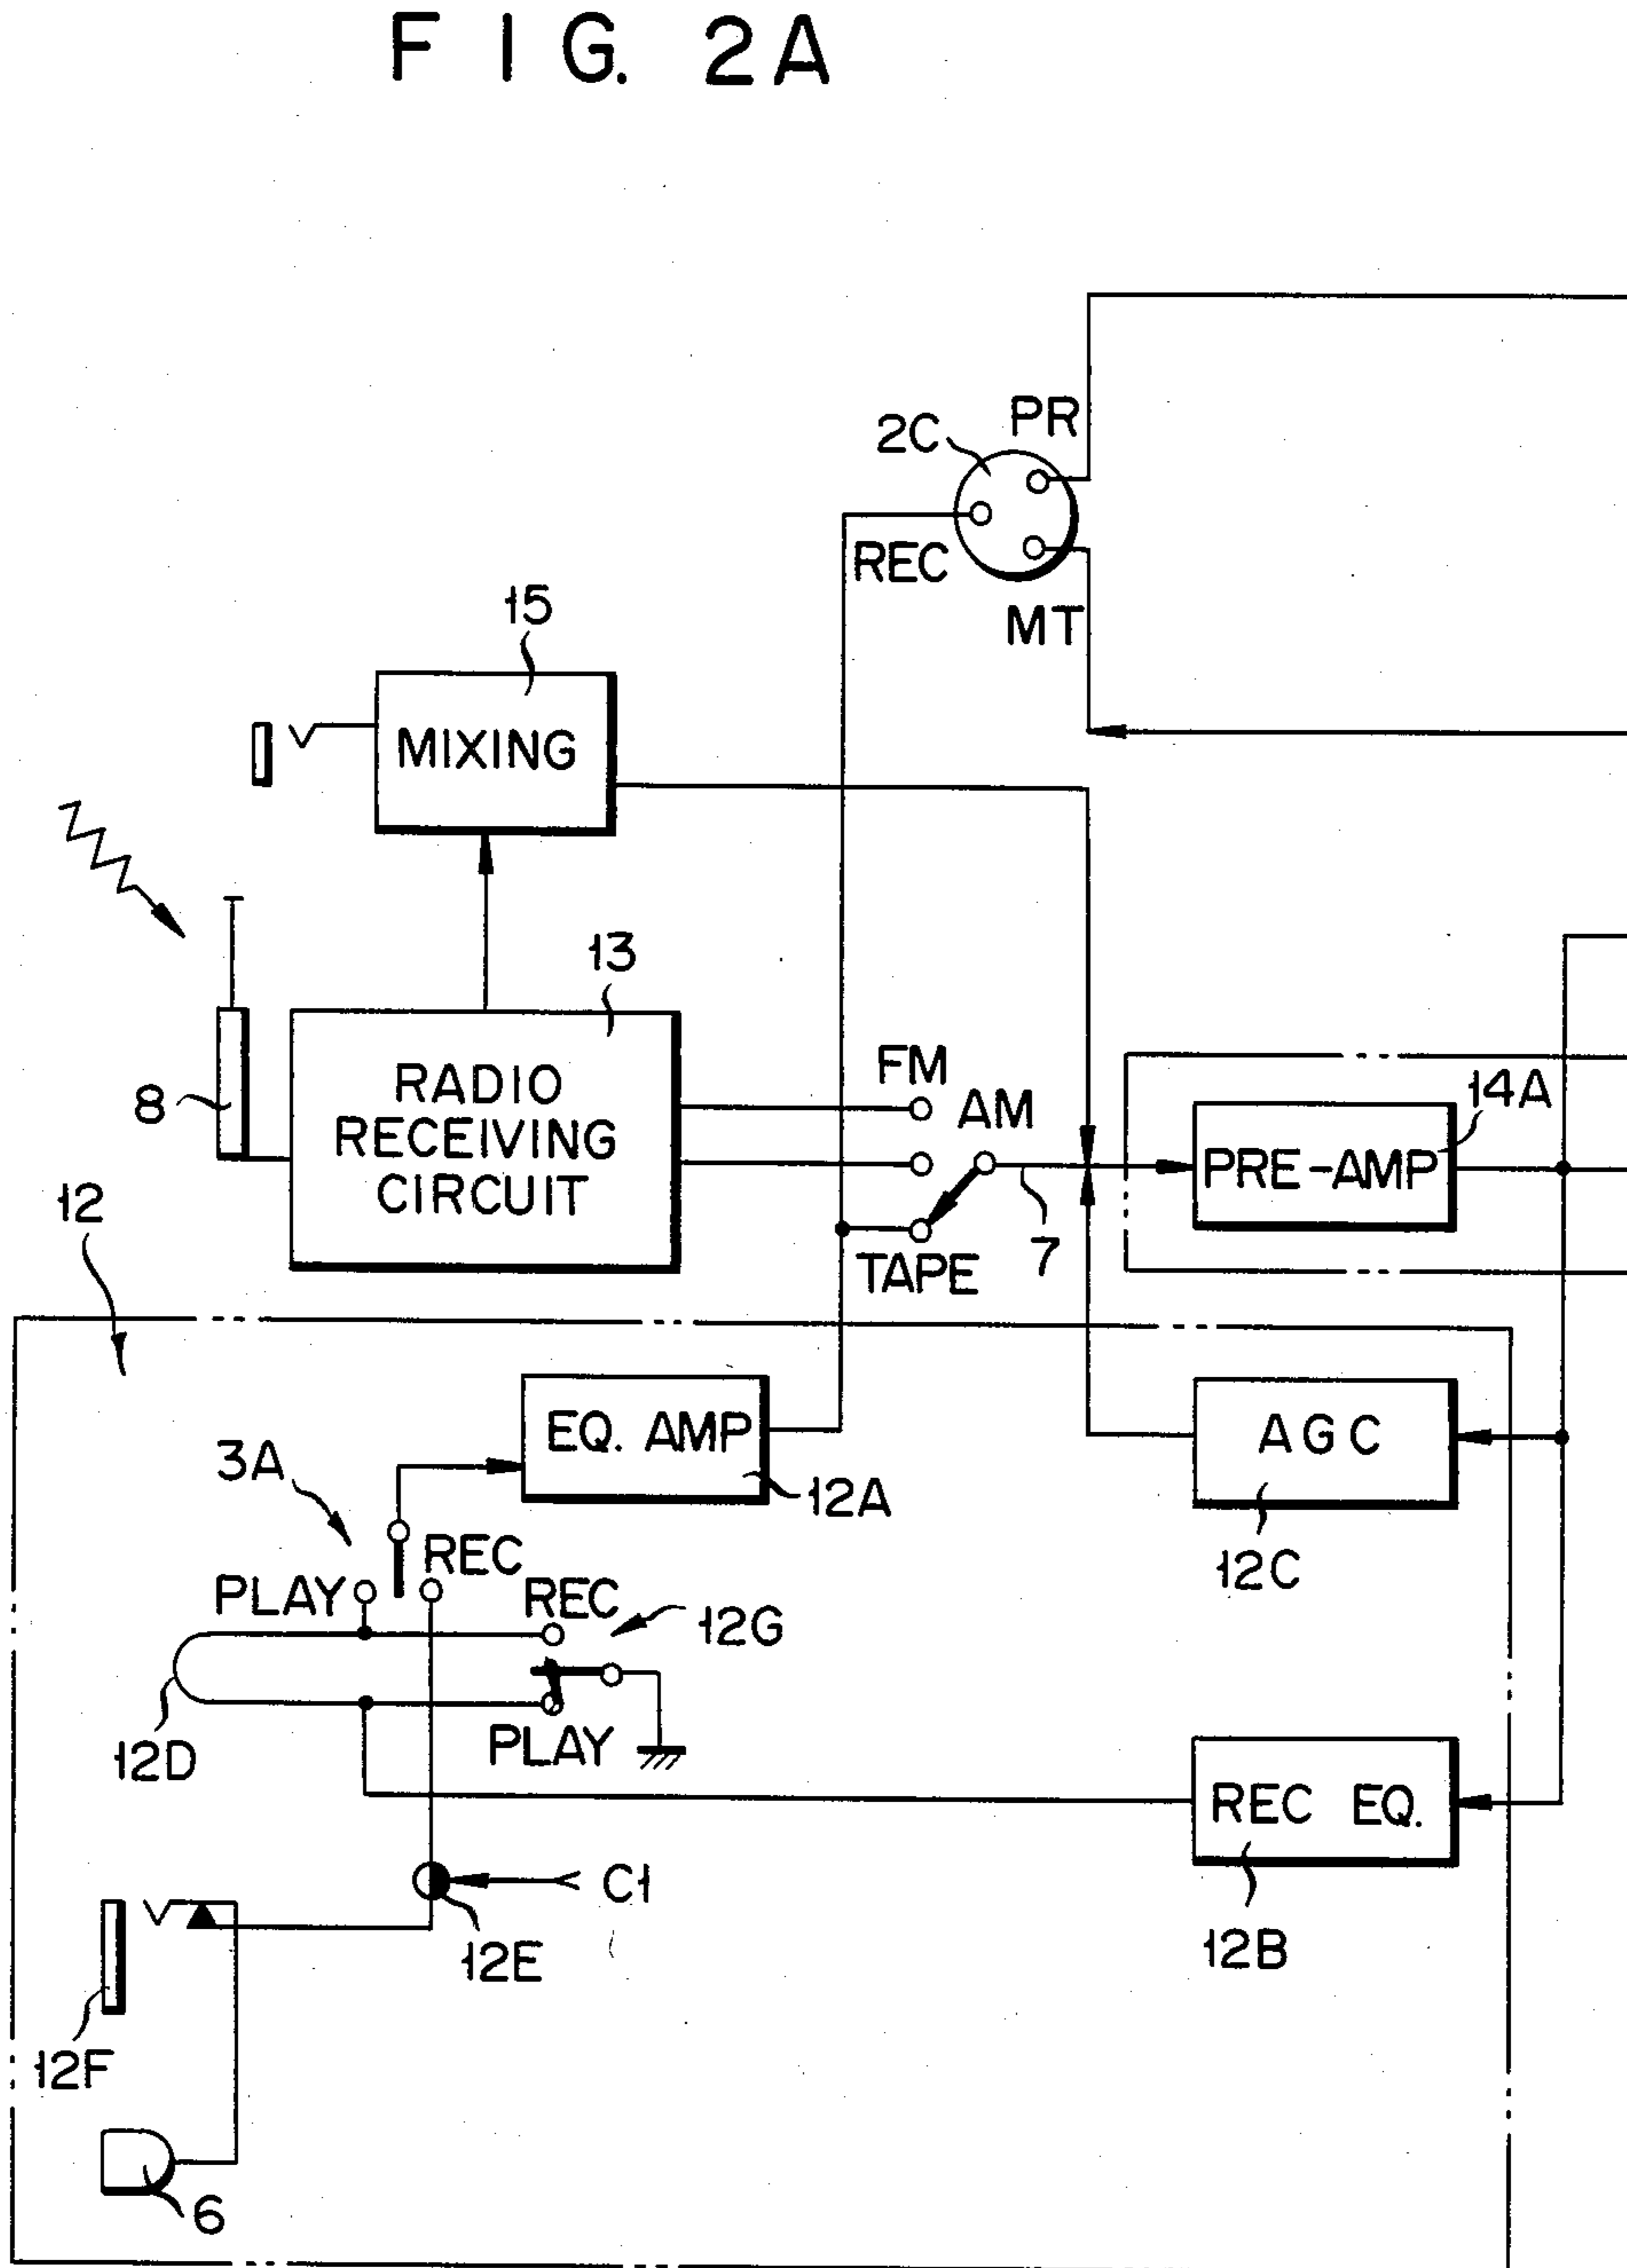 FIG. 2A
PR
2C
REC
MT
15
MIXING
13
FM
AM
14A
8
RADIO
RECEIVING
CIRCUIT
PRE-AMP
12
7
TAPE
EQ. AMP
AGC
3A
12A
REC
12C
PLAY
REC
12G
12D
PLAY
REC EQ.
C1
12E
12B
12F
6